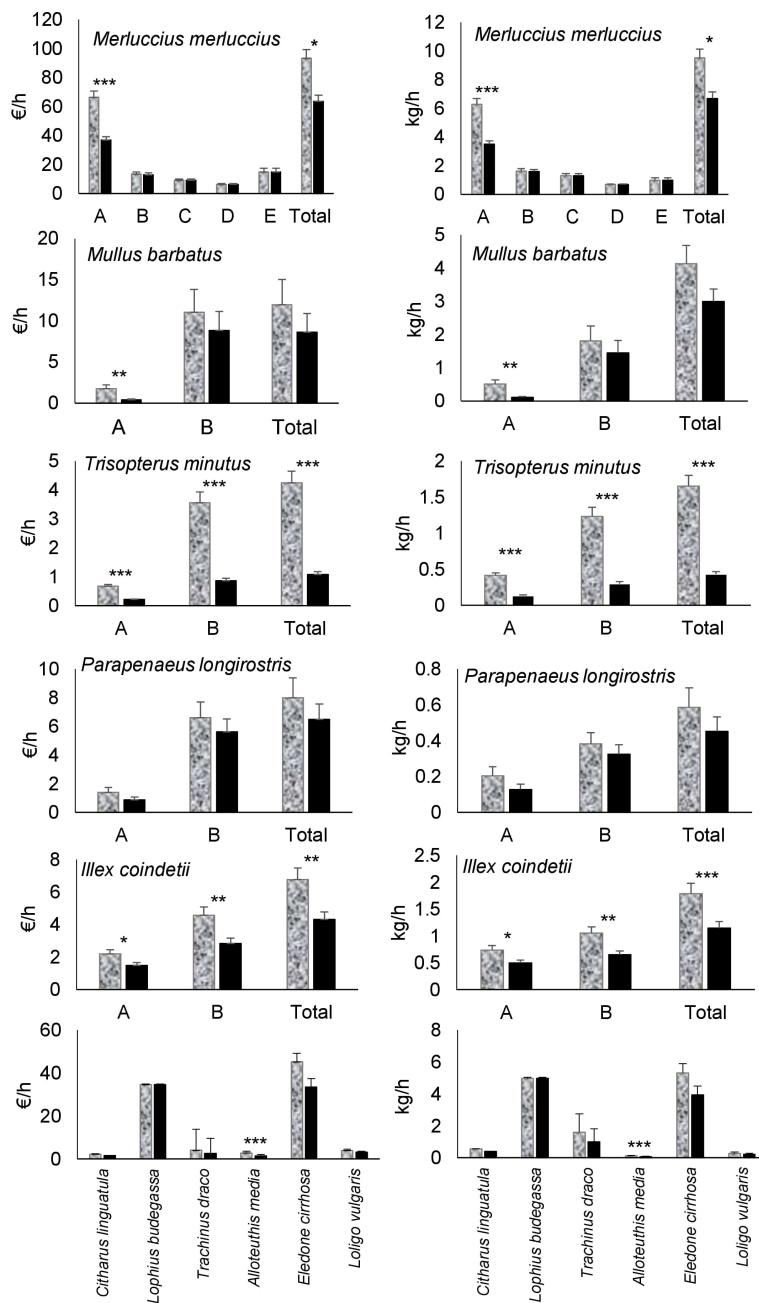 Merluccius merluccius
€/h
120
100
80
60
40
20
0
***
*
A B C D E Total
Merluccius merluccius
kg/h
12
10
8
6
4
2
0
***
*
A B C D E Total
Mullus barbatus
€/h
20
15
10
5
0
**
A B Total
Mullus barbatus
kg/h
5
4
3
2
1
0
**
A B Total
Trisopterus minutus
€/h
5
4
3
2
1
0
***
***
***
A B Total
Trisopterus minutus
kg/h
2
1.5
1
0.5
0
***
***
***
A B Total
Parapenaeus longirostris
€/h
10
8
6
4
2
0
A B Total
Parapenaeus longirostris
kg/h
0.8
0.6
0.4
0.2
0
A B Total
Illex coindetii
€/h
8
6
4
2
0
*
**
**
A B Total
Illex coindetii
kg/h
2.5
2
1.5
1
0.5
0
*
**
***
A B Total
€/h
60
40
20
0
***
Citharus linguatula
Lophius budegassa
Trachinus draco
Alloteuthis media
Eledone cirrhosa
Loligo vulgaris
kg/h
6
4
2
0
***
Citharus linguatula
Lophius budegassa
Trachinus draco
Alloteuthis media
Eledone cirrhosa
Loligo vulgaris